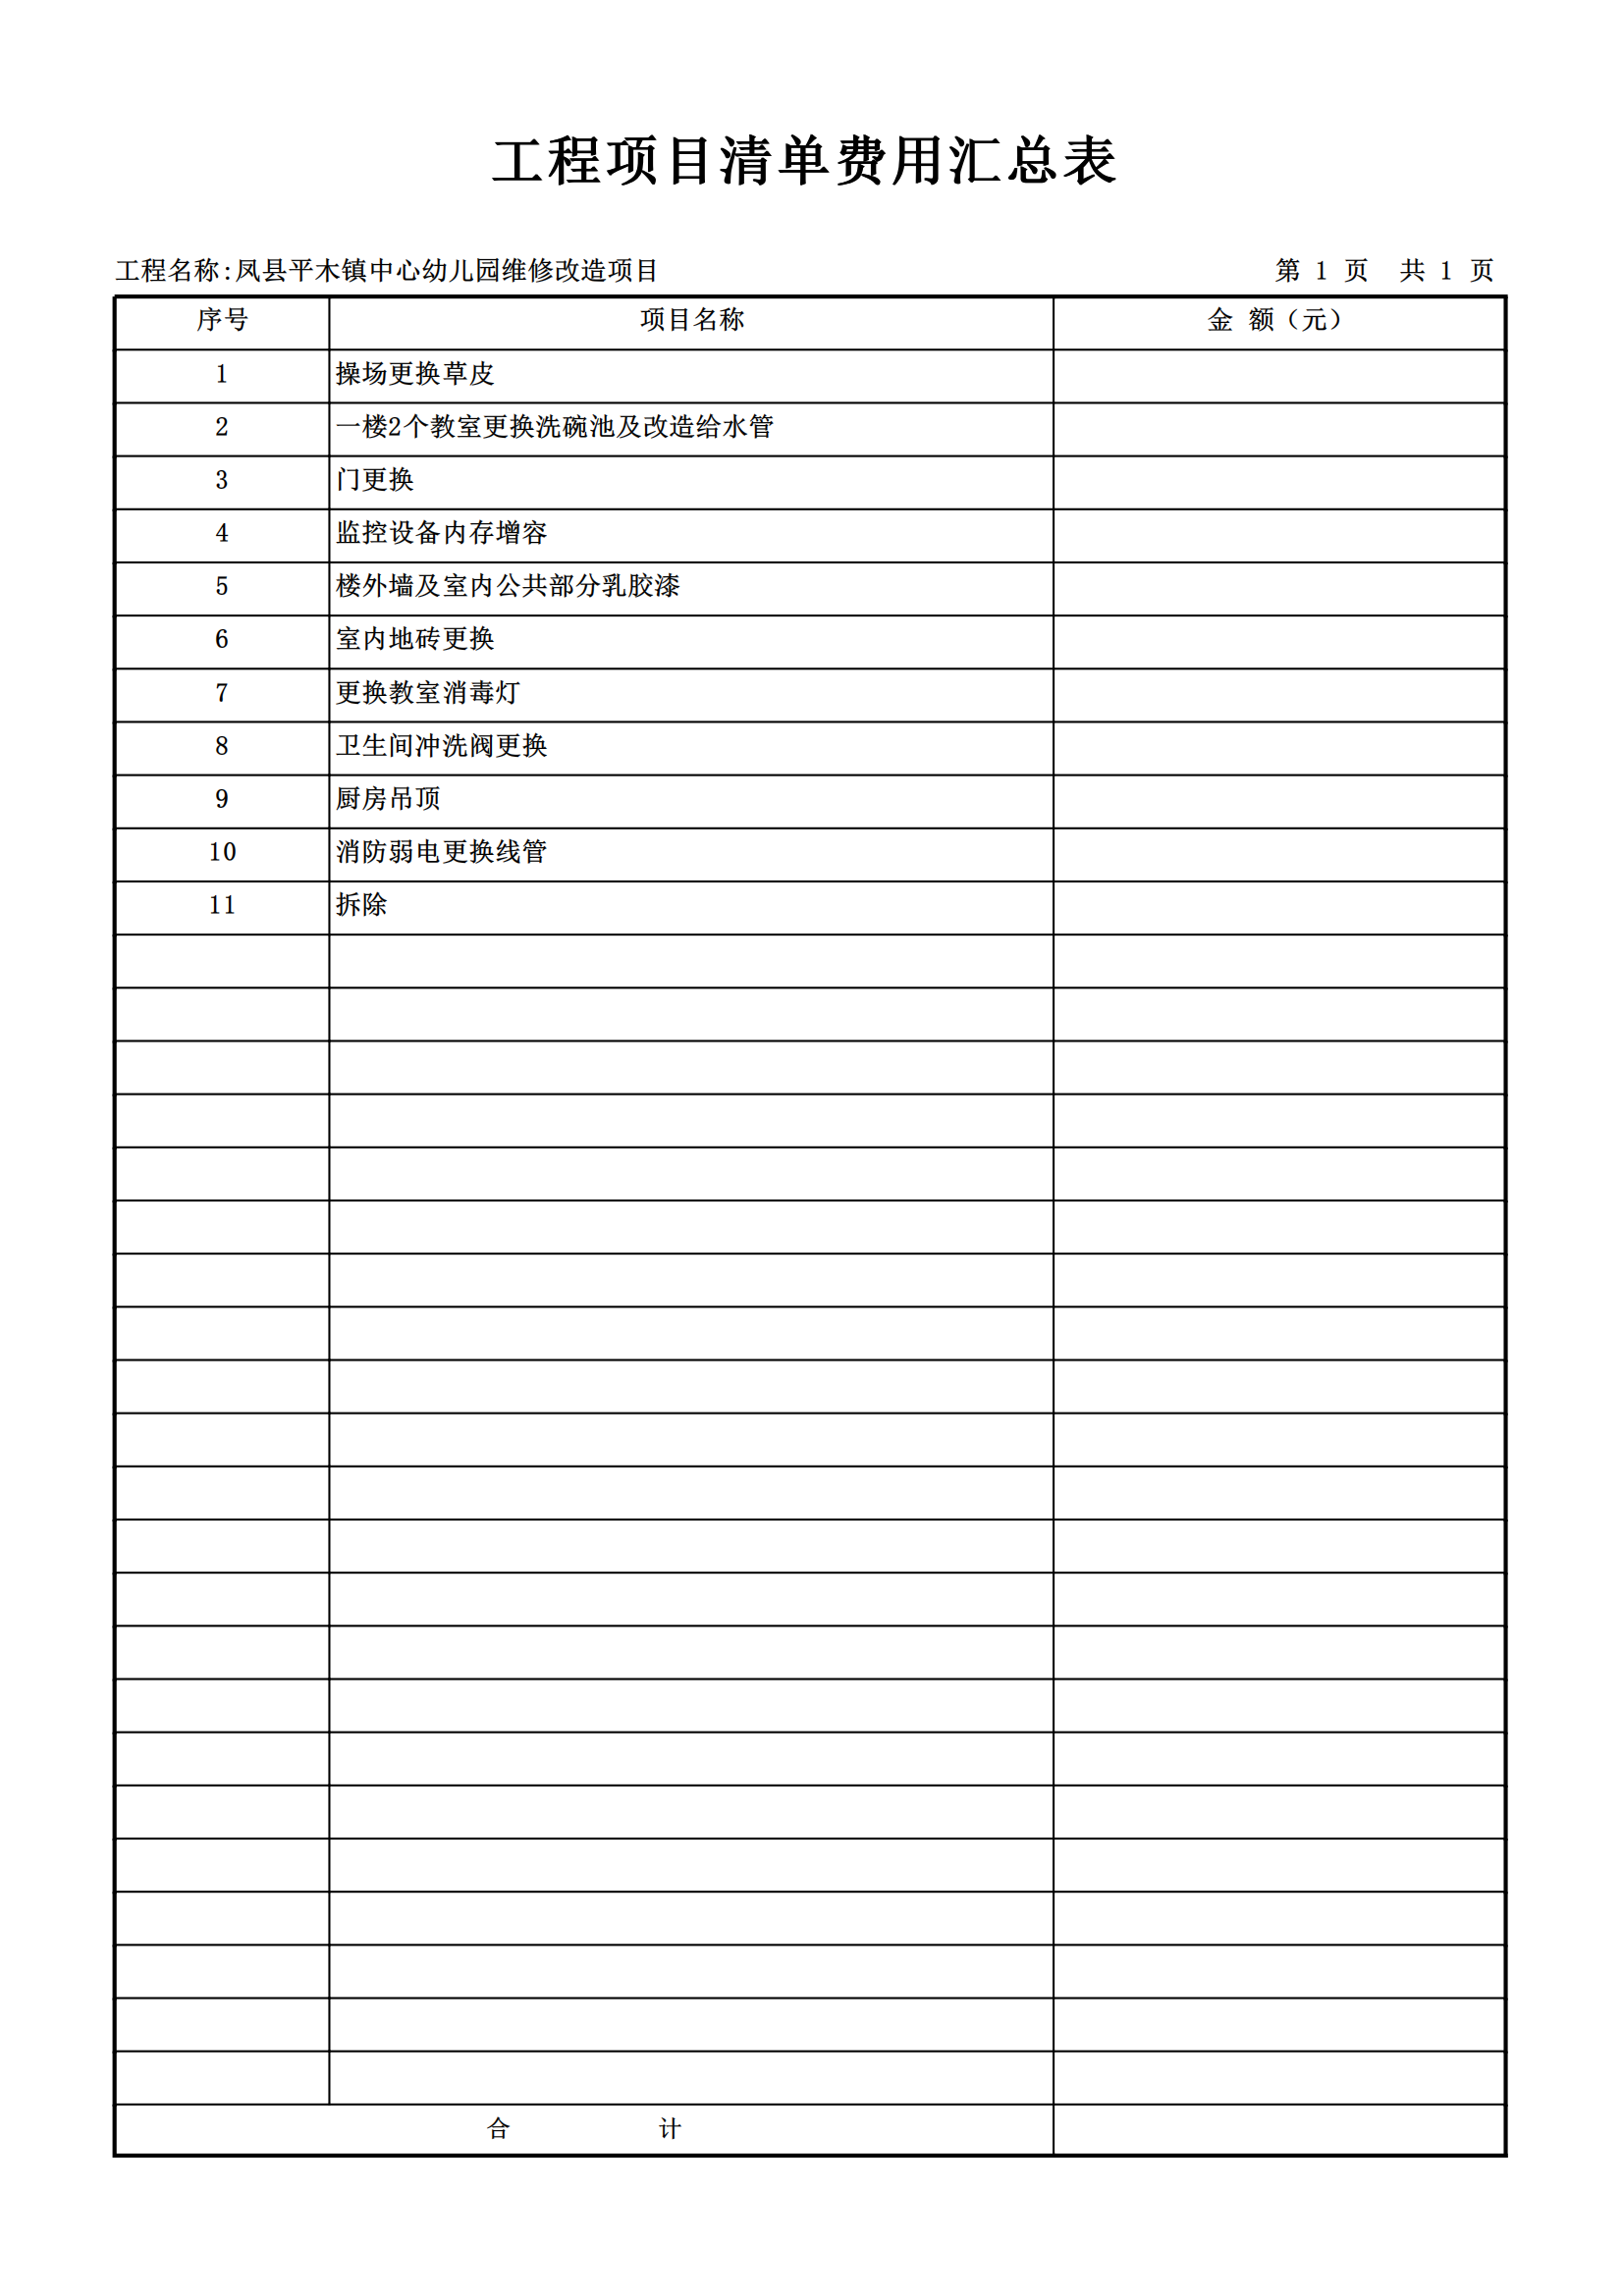 工程项目清单费用汇总表
工程名称:凤县平木镇中心幼儿园维修改造项目 第 1 页 共 1 页
序号 项目名称 金 额（元）
1 操场更换草皮
2 一楼2个教室更换洗碗池及改造给水管
3 门更换
4 监控设备内存增容
5 楼外墙及室内公共部分乳胶漆
6 室内地砖更换
7 更换教室消毒灯
8 卫生间冲洗阀更换
9 厨房吊顶
10 消防弱电更换线管
11 拆除
合 计